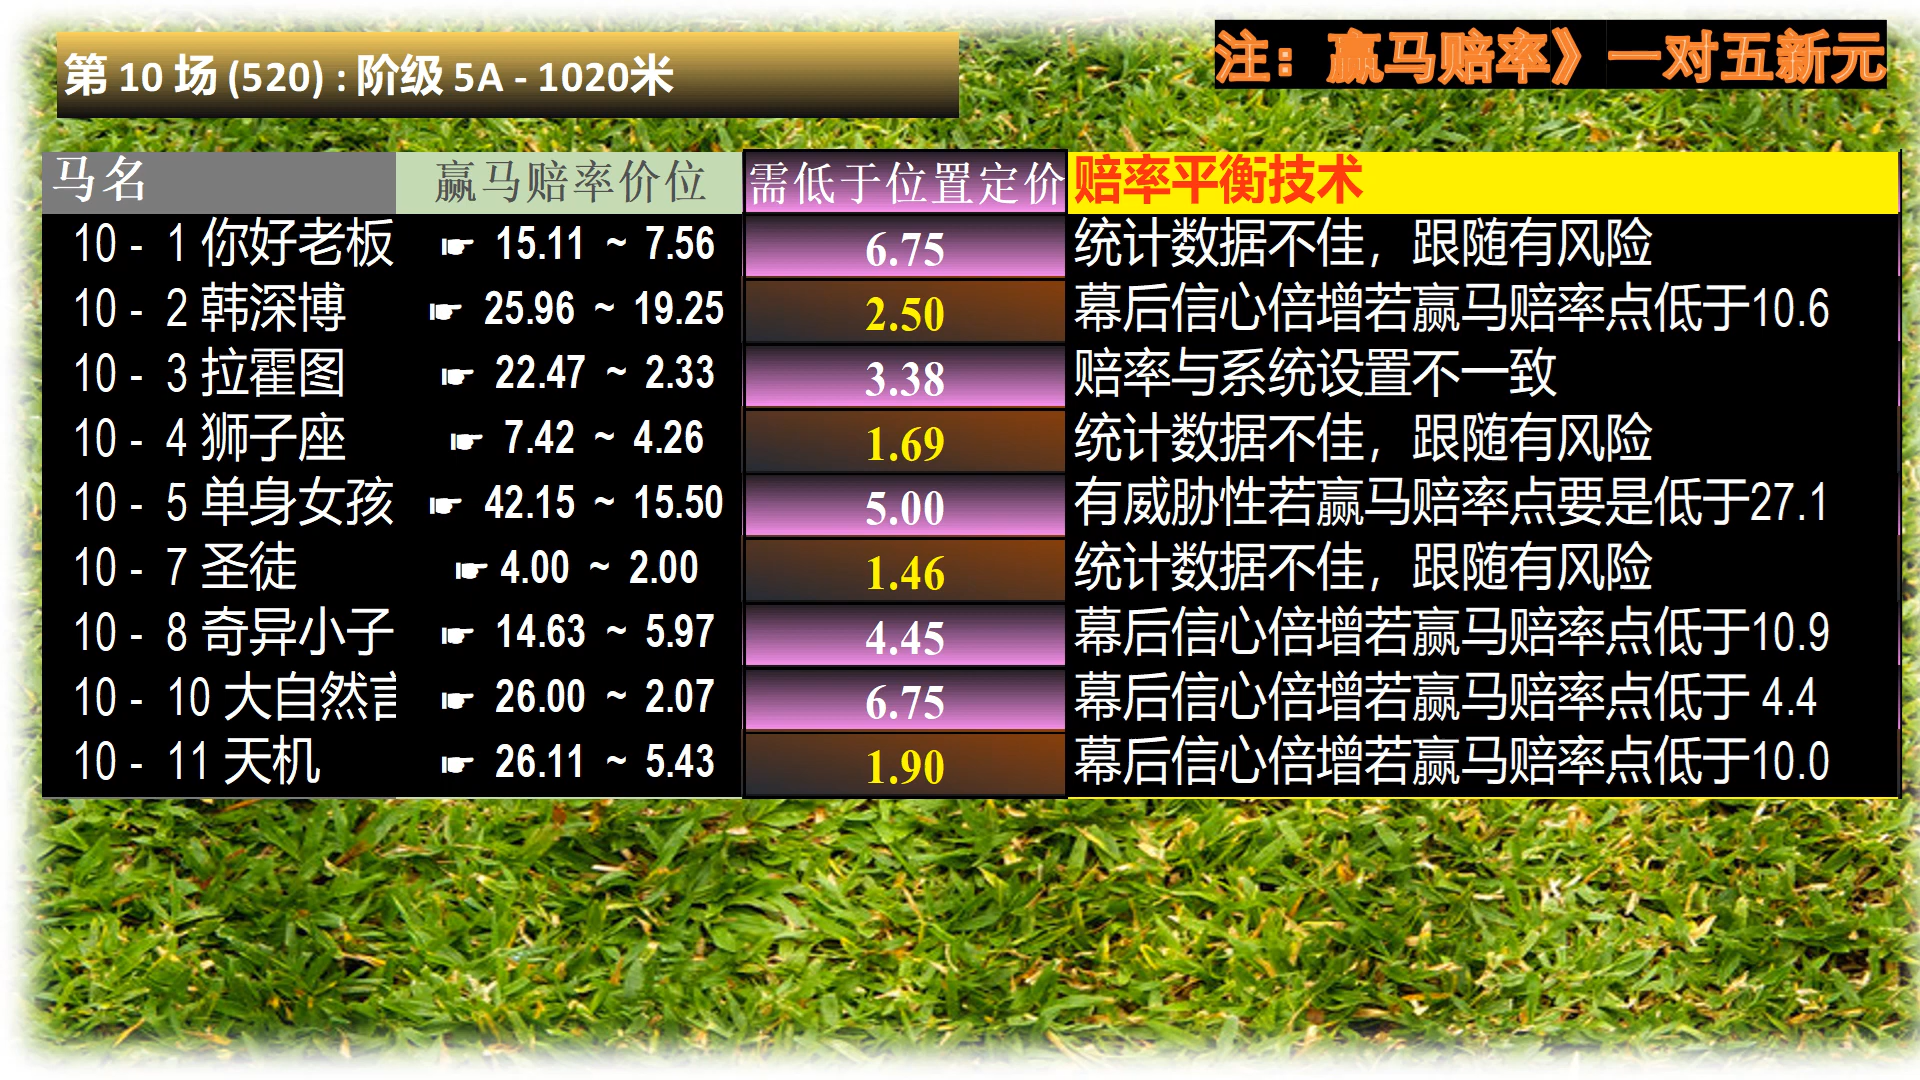 第 10 场 (520) : 阶级 5A - 1020米
注：赢马赔率》一对五新元
马名 赢马赔率价位 需低于位置定价 赔率平衡技术
10 - 1 你好老板 ☛ 15.11 ~ 7.56 6.75 统计数据不佳，跟随有风险
10 - 2 韩深博 ☛ 25.96 ~ 19.25 2.50 幕后信心倍增若赢马赔率点低于10.6
10 - 3 拉霍图 ☛ 22.47 ~ 2.33 3.38 赔率与系统设置不一致
10 - 4 狮子座 ☛ 7.42 ~ 4.26 1.69 统计数据不佳，跟随有风险
10 - 5 单身女孩 ☛ 42.15 ~ 15.50 5.00 有威胁性若赢马赔率点要是低于27.1
10 - 7 圣徒 ☛ 4.00 ~ 2.00 1.46 统计数据不佳，跟随有风险
10 - 8 奇异小子 ☛ 14.63 ~ 5.97 4.45 幕后信心倍增若赢马赔率点低于10.9
10 - 10 大自然言 ☛ 26.00 ~ 2.07 6.75 幕后信心倍增若赢马赔率点低于 4.4
10 - 11 天机 ☛ 26.11 ~ 5.43 1.90 幕后信心倍增若赢马赔率点低于10.0